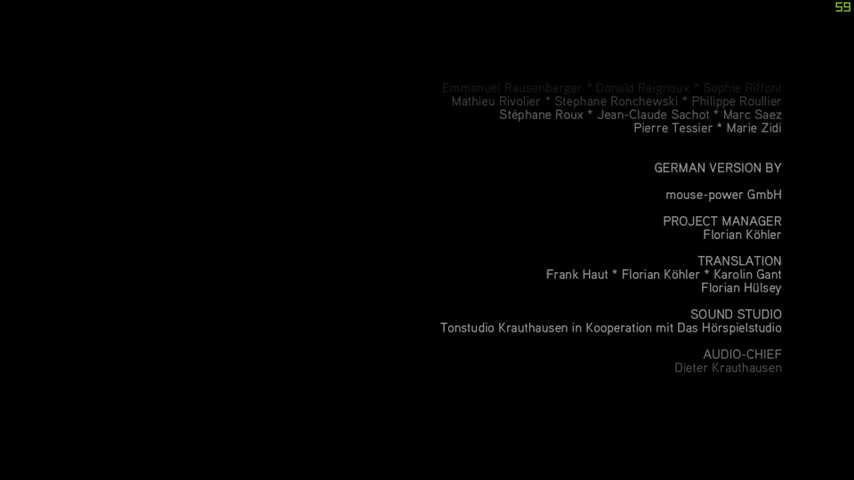 59
Emmanuel Rausenberger * Donald Reignoux * Sophie Riffont
Mathieu Rivolier * Stephane Ronchewski * Philippe Roullier
Stéphane Roux * Jean-Claude Sachot * Marc Saez
Pierre Tessier * Marie Zidi
GERMAN VERSION BY
mouse-power GmbH
PROJECT MANAGER
Florian Köhler
TRANSLATION
Frank Haut * Florian Köhler * Karolin Gant
Florian Hülsey
SOUND STUDIO
Tonstudio Krauthausen in Kooperation mit Das Hörspielstudio
AUDIO-CHIEF
Dieter Krauthausen